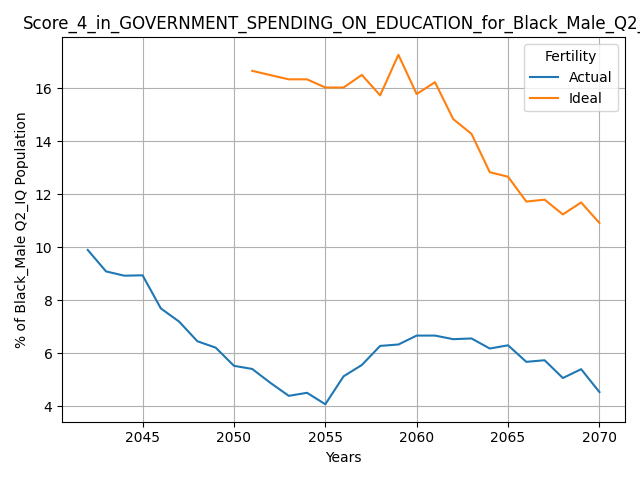 Score_4_in_GOVERNMENT_SPENDING_ON_EDUCATION_for_Black_Male_Q2_
Fertility
Actual
Ideal
% of Black_Male Q2_IQ Population
16
14
12
10
8
6
4
2045
2050
2055
2060
2065
2070
Years